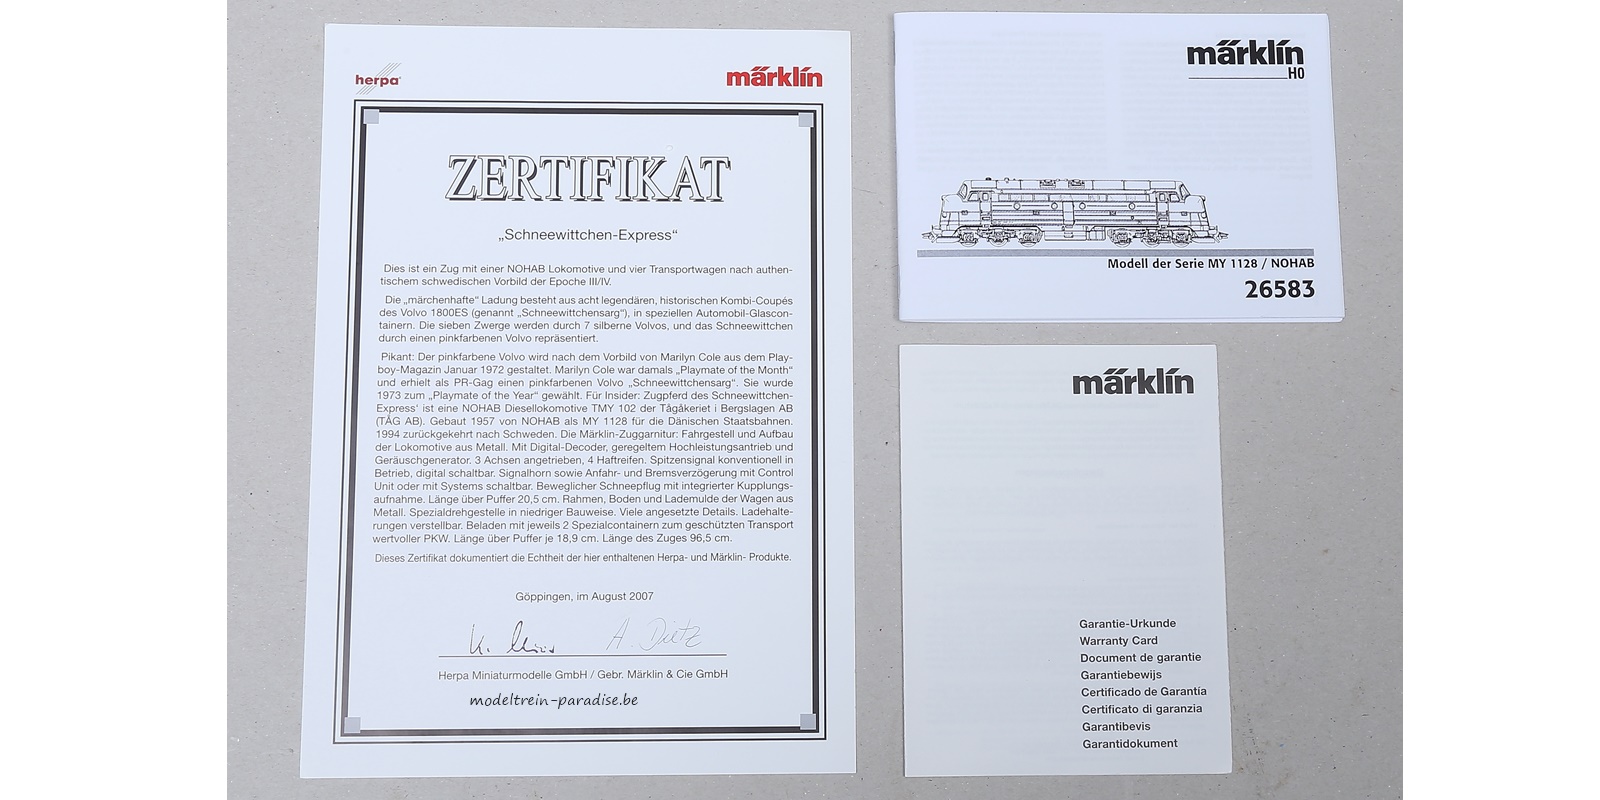 herpa
märklin
ZERTIFIKAT
„Schneewittchen-Express“
Dies ist ein Zug mit einer NOHAB Lokomotive und vier Transportwagen nach authen-
tischem schwedischen Vorbild der Epoche III/IV.
Die „märchenhafte“ Ladung besteht aus acht legendären, historischen Kombi-Coupés
des Volvo 1800ES (genannt „Schneewittchensarg“), in speziellen Automobil-Glascon-
tainern. Die sieben Zwerge werden durch 7 silberne Volvos, und das Schneewittchen
durch einen pinkfarbenen Volvo repräsentiert.
Pikant: Der pinkfarbene Volvo wird nach dem Vorbild von Marilyn Cole aus dem Play-
boy-Magazin Januar 1972 gestaltet. Marilyn Cole war damals „Playmate of the Month“
und erhielt als PR-Gag einen pinkfarbenen Volvo „Schneewittchensarg“. Sie wurde
1973 zum „Playmate of the Year“ gewählt. Für Insider: Zugpferd des Schneewittchen-
Express' ist eine NOHAB Diesellokomotive TMY 102 der Tågåkeriet i Bergslagen AB
(TÅG AB). Gebaut 1957 von NOHAB als MY 1128 für die Dänischen Staatsbahnen.
1994 zurückgekehrt nach Schweden. Die Märklin-Zuggarnitur: Fahrgestell und Aufbau
der Lokomotive aus Metall. Mit Digital-Decoder, geregeltem Hochleistungsantrieb und
Geräuschgenerator. 3 Achsen angetrieben, 4 Haftreifen. Spitzensignal konventionell in
Betrieb, digital schaltbar. Signalhorn sowie Anfahr- und Bremsverzögerung mit Control
Unit oder mit Systems schaltbar. Beweglicher Schneepflug mit integrierter Kupplungs-
aufnahme. Länge über Puffer 20,5 cm. Rahmen, Boden und Lademulde der Wagen aus
Metall. Spezialdrehgestelle in niedriger Bauweise. Viele angesetzte Details. Ladehalte-
rungen verstellbar. Beladen mit jeweils 2 Spezialcontainern zum geschützten Transport
wertvoller PKW. Länge über Puffer je 18,9 cm. Länge des Zuges 96,5 cm.
Dieses Zertifikat dokumentiert die Echtheit der hier enthaltenen Herpa- und Märklin- Produkte.
Göppingen, im August 2007
A. Dietz
Herpa Miniaturmodelle GmbH / Gebr. Märklin & Cie GmbH
modeltrein-paradise.be
märklin
H0
Modell der Serie MY 1128 / NOHAB
26583
märklin
Garantie-Urkunde
Warranty Card
Document de garantie
Garantiebewijs
Certificado de Garantía
Certificato di garanzia
Garantibevis
Garantidokument